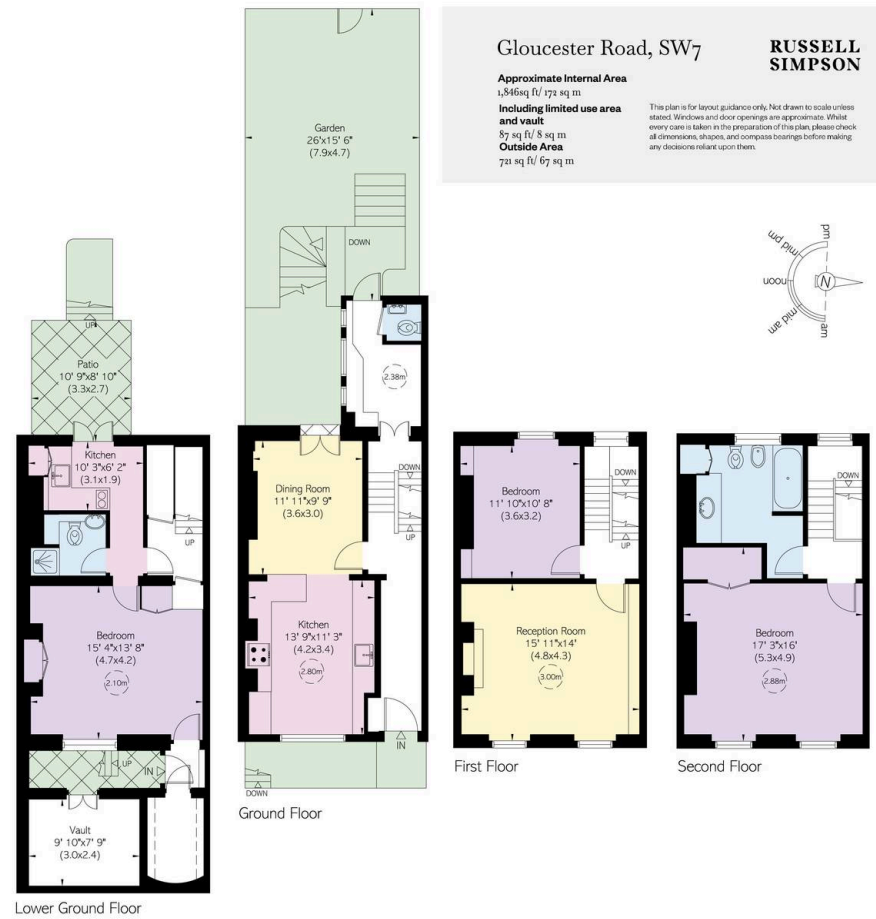 Gloucester Road, SW7
RUSSELL
SIMPSON
Approximate Internal Area
1,846sq ft/ 172 sq m
Including limited use area
and vault
87 sq ft/ 8 sq m
Outside Area
721 sq ft/ 67 sq m
This plan is for layout guidance only. Not drawn to scale unless
stated. Windows and door openings are approximate. Whilst
every care is taken in the preparation of this plan, please check
all dimensions, shapes, and compass bearings before making
any decisions reliant upon them.
pm
mid pm
noon
mid am
am
N
UP
Patio
10' 9"x8' 10"
(3.3x2.7)
Kitchen
10' 3"x6' 2"
(3.1x1.9)
UP
Bedroom
15' 4"x13' 8"
(4.7x4.2)
2.10m
UP
IN
Vault
9' 10"x7' 9"
(3.0x2.4)
Lower Ground Floor
Garden
26'x15' 6"
(7.9x4.7)
DOWN
2.38m
Dining Room
11' 11"x9' 9"
(3.6x3.0)
DOWN
UP
Kitchen
13' 9"x11' 3"
(4.2x3.4)
2.80m
IN
DOWN
Ground Floor
Bedroom
11' 10"x10' 8"
(3.6x3.2)
DOWN
UP
Reception Room
15' 11"x14'
(4.8x4.3)
3.00m
First Floor
DOWN
Bedroom
17' 3"x16'
(5.3x4.9)
2.88m
Second Floor